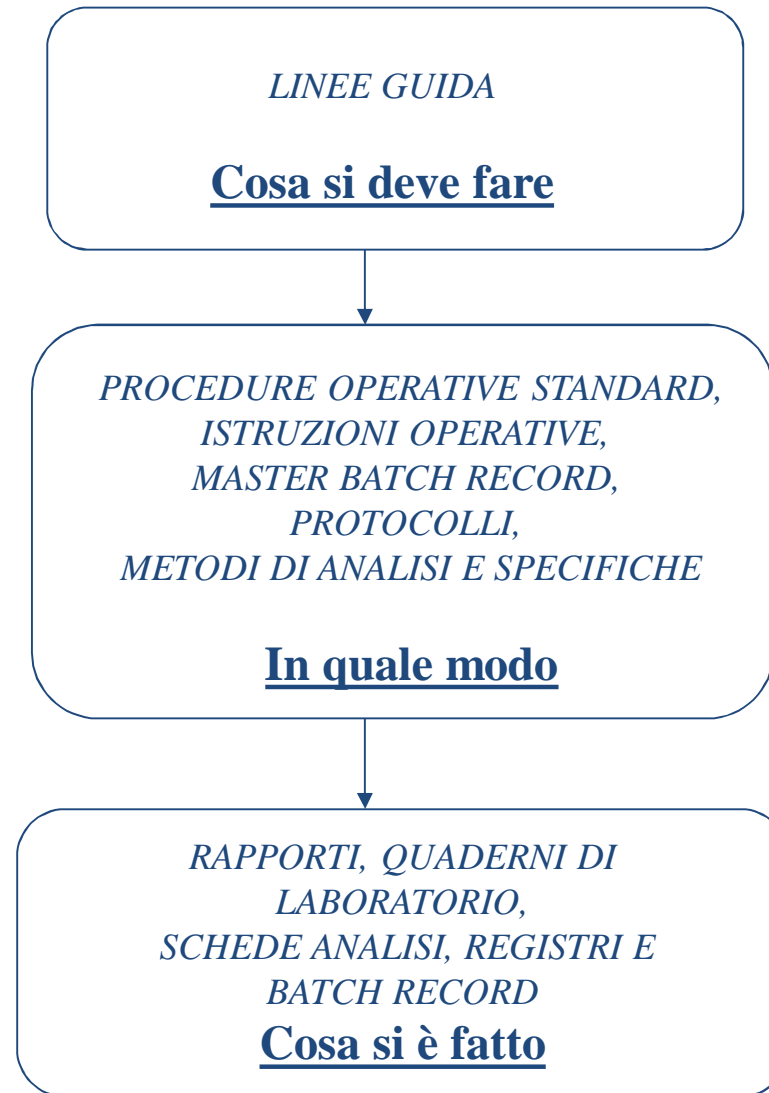 LINEE GUIDA
Cosa si deve fare
PROCEDURE OPERATIVE STANDARD,
ISTRUZIONI OPERATIVE,
MASTER BATCH RECORD,
PROTOCOLLI,
METODI DI ANALISI E SPECIFICHE
In quale modo
RAPPORTI, QUADERNI DI
LABORATORIO,
SCHEDE ANALISI, REGISTRI E
BATCH RECORD
Cosa si è fatto